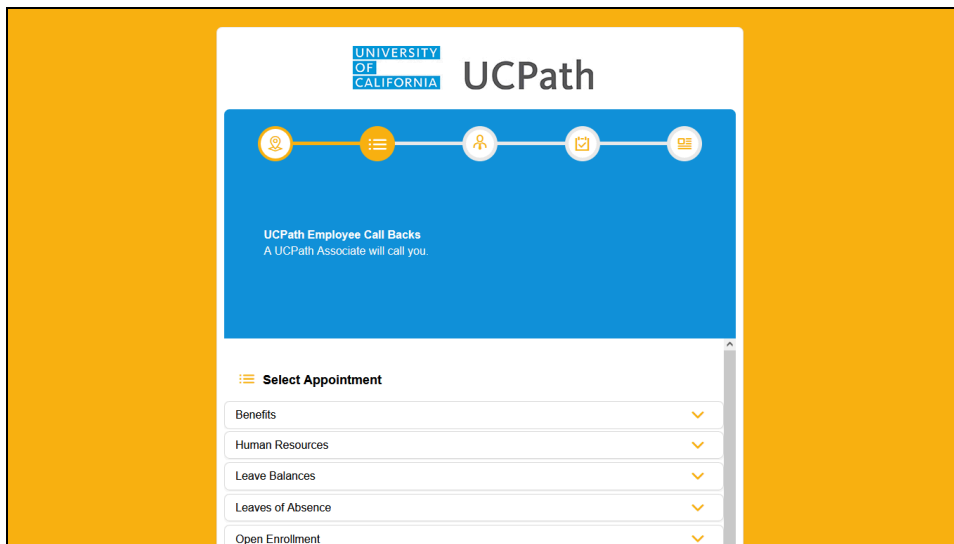 UNIVERSITY
OF
CALIFORNIA
UCPath
UCPath Employee Call Backs
A UCPath Associate will call you.
Select Appointment
Benefits
Human Resources
Leave Balances
Leaves of Absence
Open Enrollment